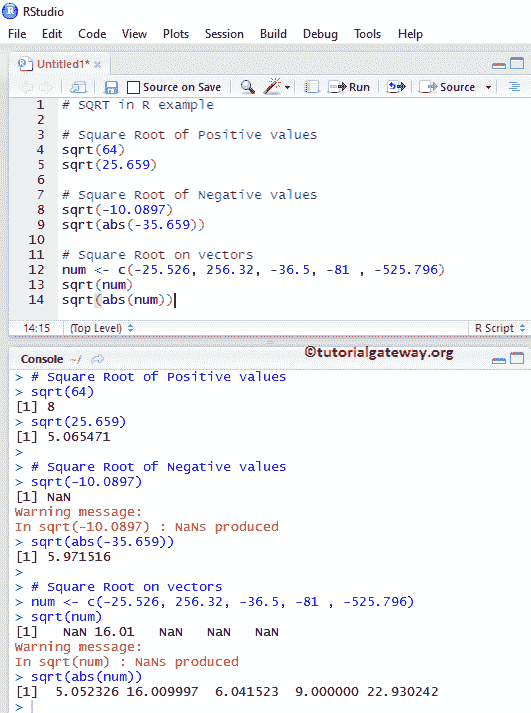 RStudio
File Edit Code View Plots Session Build Debug Tools Help
Untitled1*
Source on Save Run Source
1 # SQRT in R example
2
3 # Square Root of Positive values
4 sqrt(64)
5 sqrt(25.659)
6
7 # Square Root of Negative values
8 sqrt(-10.0897)
9 sqrt(abs(-35.659))
10
11 # Square Root on vectors
12 num <- c(-25.526, 256.32, -36.5, -81 , -525.796)
13 sqrt(num)
14 sqrt(abs(num))
14:15 (Top Level) R Script
Console ~/ ©tutorialgateway.org
> # Square Root of Positive values
> sqrt(64)
[1] 8
> sqrt(25.659)
[1] 5.065471
>
> # Square Root of Negative values
> sqrt(-10.0897)
[1] NaN
Warning message:
In sqrt(-10.0897) : NaNs produced
> sqrt(abs(-35.659))
[1] 5.971516
>
> # Square Root on vectors
> num <- c(-25.526, 256.32, -36.5, -81 , -525.796)
> sqrt(num)
[1]   NaN 16.01   NaN   NaN   NaN
Warning message:
In sqrt(num) : NaNs produced
> sqrt(abs(num))
[1]  5.052326 16.009997  6.041523  9.000000 22.930242
>